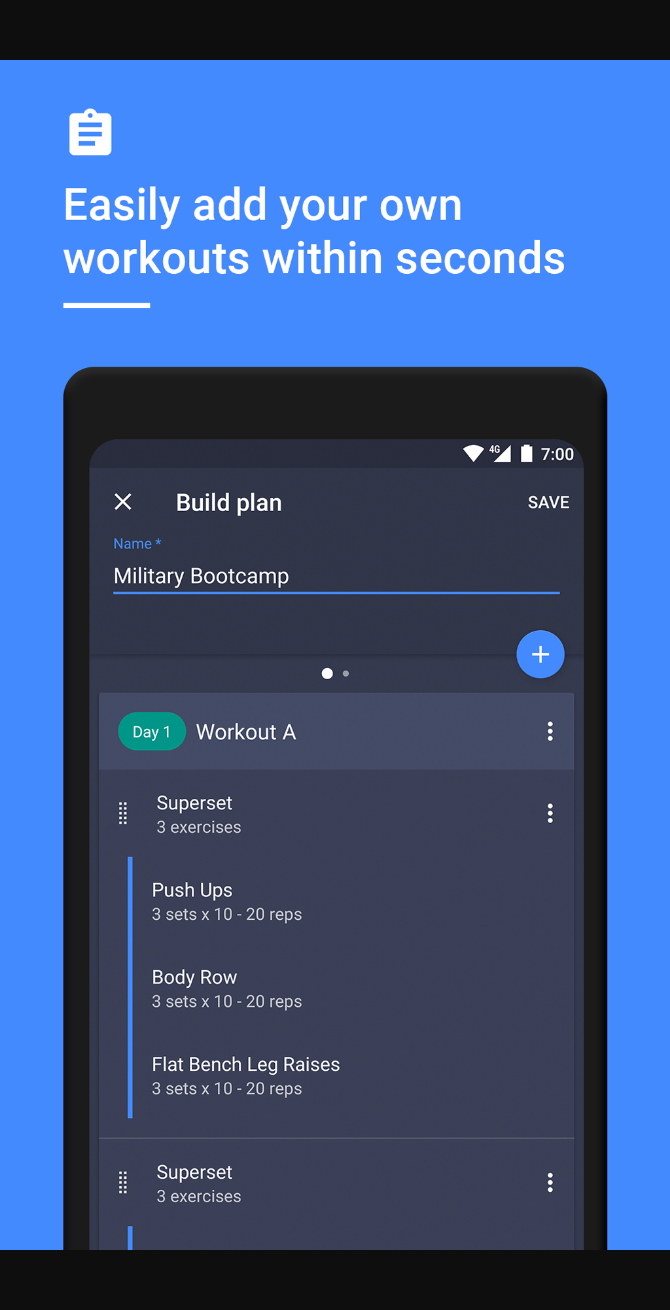 Easily add your own
workouts within seconds
4G 7:00
Build plan SAVE
Name *
Military Bootcamp
+
Day 1 Workout A
Superset
3 exercises
Push Ups
3 sets x 10 - 20 reps
Body Row
3 sets x 10 - 20 reps
Flat Bench Leg Raises
3 sets x 10 - 20 reps
Superset
3 exercises